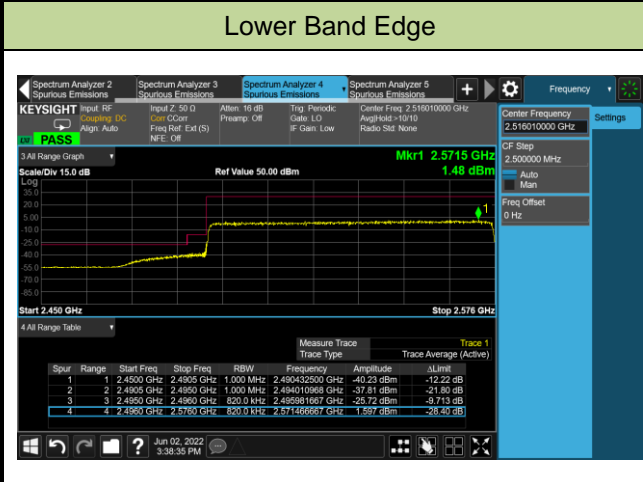 Lower Band Edge
Spectrum Analyzer 2
Spurious Emissions
Spectrum Analyzer 3
Spurious Emissions
Spectrum Analyzer 4
Spurious Emissions
Spectrum Analyzer 5
Spurious Emissions
+
Frequency
KEYSIGHT
Input: RF
Coupling: DC
Align: Auto
Input Z: 50 Ω
Corr CCorr
Freq Ref: Ext (S)
NFE: Off
Atten: 16 dB
Preamp: Off
Trig: Periodic
Gate: LO
IF Gain: Low
Center Freq: 2.516010000 GHz
Avg|Hold:>10/10
Radio Std: None
PASS
Center Frequency
2.516010000 GHz
Settings
CF Step
2.500000 MHz
Auto
Man
Freq Offset
0 Hz
3 All Range Graph
Mkr1 2.5715 GHz
Scale/Div 15.0 dB
Ref Value 50.00 dBm
1.48 dBm
Log
35.0
20.0
5.00
-10.0
-25.0
-40.0
-55.0
-70.0
-85.0
1
Start 2.450 GHz
Stop 2.576 GHz
4 All Range Table
Measure Trace Trace 1
Trace Type Trace Average (Active)
Spur Range Start Freq Stop Freq RBW Frequency Amplitude ΔLimit
1 1 2.4500 GHz 2.4905 GHz 1.000 MHz 2.490432500 GHz -40.23 dBm -12.22 dB
2 2 2.4905 GHz 2.4950 GHz 1.000 MHz 2.494010968 GHz -37.81 dBm -21.80 dB
3 3 2.4950 GHz 2.4960 GHz 820.0 kHz 2.495981667 GHz -25.72 dBm -9.713 dB
4 4 2.4960 GHz 2.5760 GHz 820.0 kHz 2.571466667 GHz 1.597 dBm -28.40 dB
?
Jun 02, 2022
3:38:35 PM